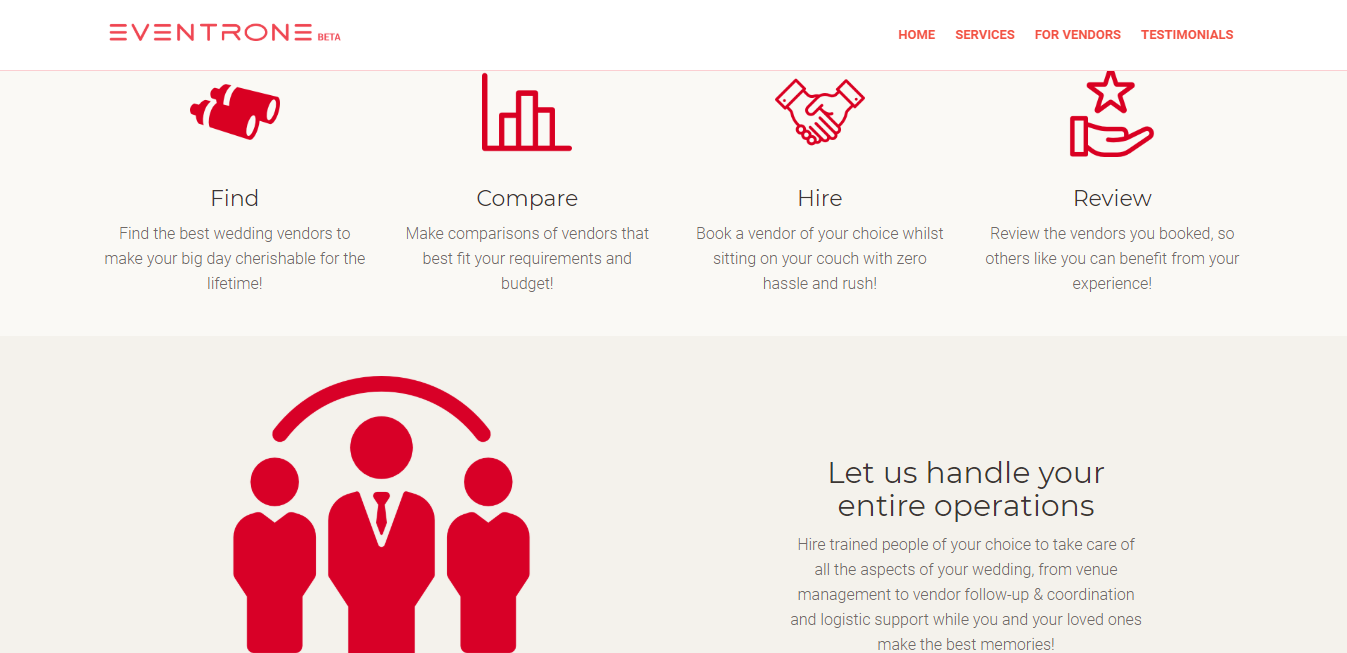 EVENTRONE BETA
HOME SERVICES FOR VENDORS TESTIMONIALS
Find
Find the best wedding vendors to
make your big day cherishable for the
lifetime!
Compare
Make comparisons of vendors that
best fit your requirements and
budget!
Hire
Book a vendor of your choice whilst
sitting on your couch with zero
hassle and rush!
Review
Review the vendors you booked, so
others like you can benefit from your
experience!
Let us handle your
entire operations
Hire trained people of your choice to take care of
all the aspects of your wedding, from venue
management to vendor follow-up & coordination
and logistic support while you and your loved ones
make the best memories!